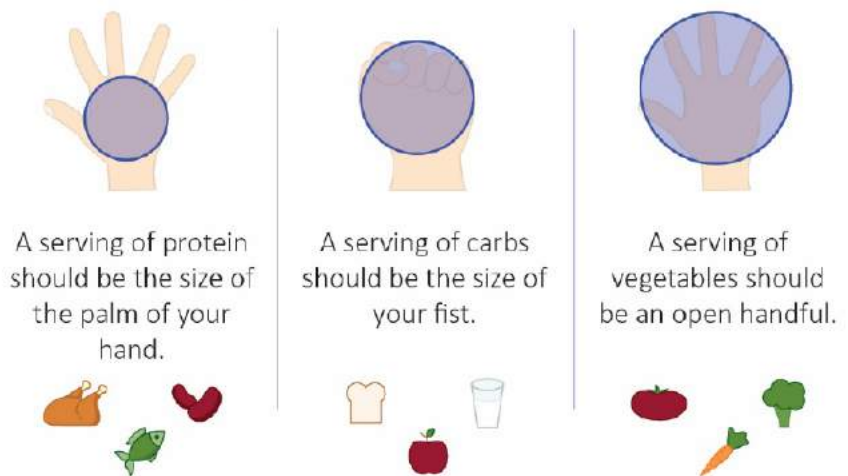 A serving of protein
should be the size of
the palm of your
hand.
A serving of carbs
should be the size of
your fist.
A serving of
vegetables should
be an open handful.